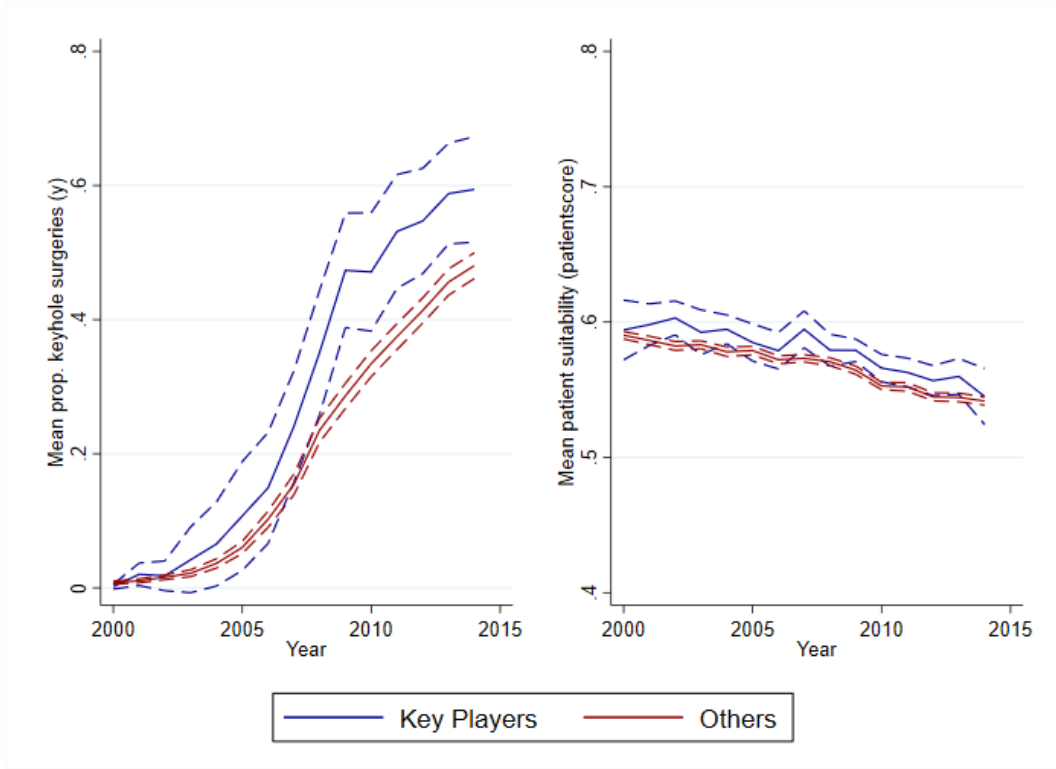 Mean prop. keyhole surgeries (y)
.8
.6
.4
.2
0
2000 2005 2010 2015
Year
Mean patient suitability (patientscore)
.8
.7
.6
.5
.4
2000 2005 2010 2015
Year
Key Players Others